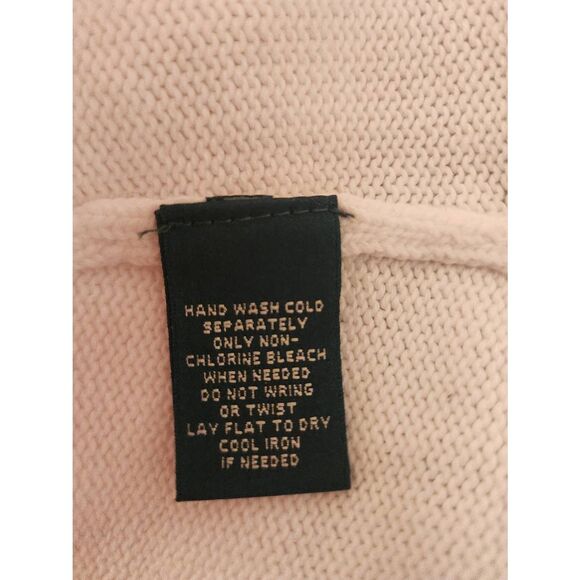 HAND WASH COLD
SEPARATELY
ONLY NON-
CHLORINE BLEACH
WHEN NEEDED
DO NOT WRING
OR TWIST
LAY FLAT TO DRY
COOL IRON
IF NEEDED